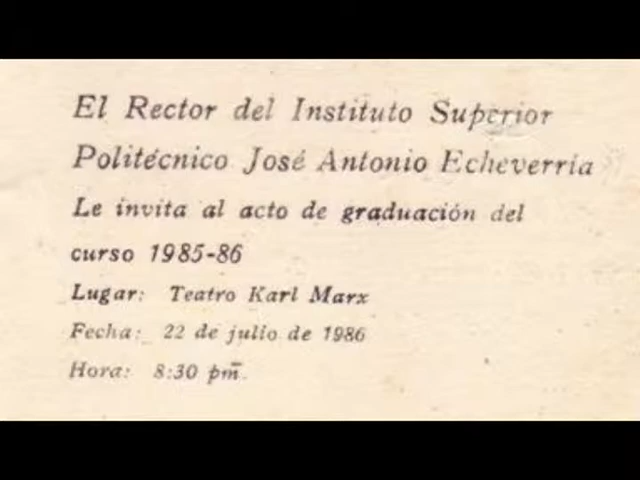 El Rector del Instituto Superior
Politécnico José Antonio Echeverría
Le invita al acto de graduación del
curso 1985-86
Lugar: Teatro Karl Marx
Fecha: 22 de julio de 1986
Hora: 8:30 pm